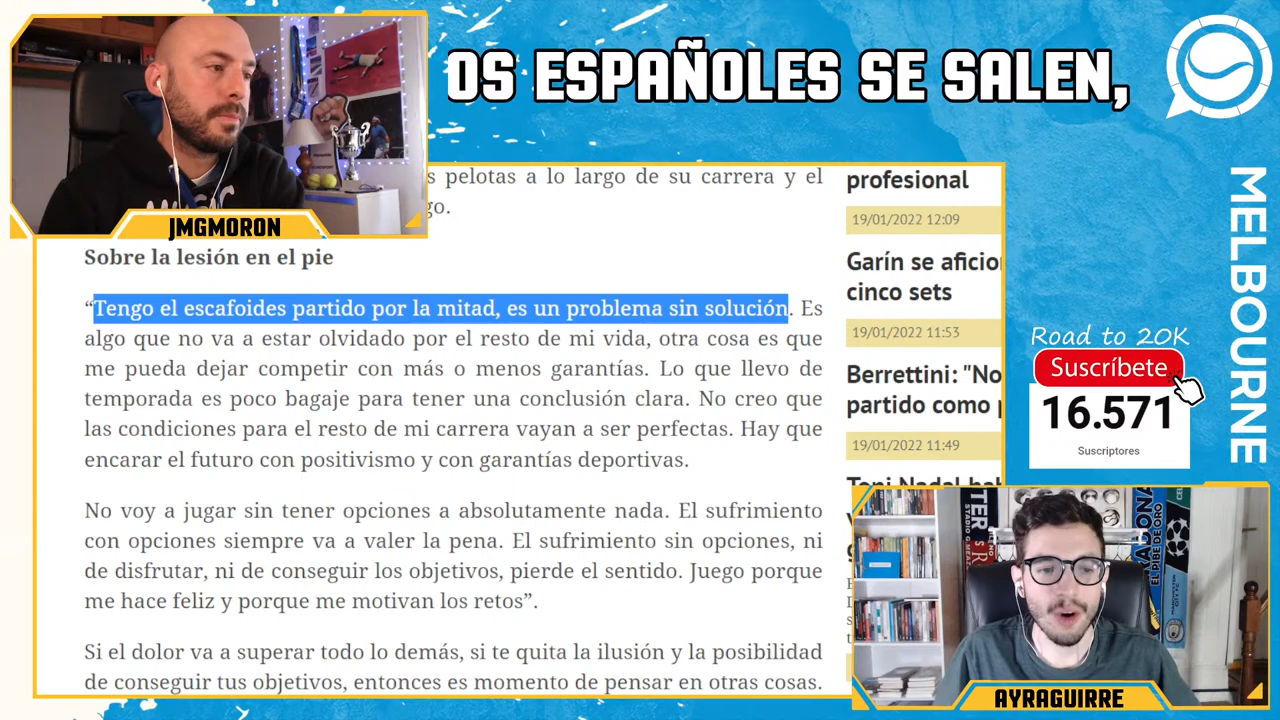 OS ESPAÑOLES SE SALEN,
JMGMORON
s pelotas a lo largo de su carrera y el
go.
Sobre la lesión en el pie
“Tengo el escafoides partido por la mitad, es un problema sin solución. Es
algo que no va a estar olvidado por el resto de mi vida, otra cosa es que
me pueda dejar competir con más o menos garantías. Lo que llevo de
temporada es poco bagaje para tener una conclusión clara. No creo que
las condiciones para el resto de mi carrera vayan a ser perfectas. Hay que
encarar el futuro con positivismo y con garantías deportivas.
No voy a jugar sin tener opciones a absolutamente nada. El sufrimiento
con opciones siempre va a valer la pena. El sufrimiento sin opciones, ni
de disfrutar, ni de conseguir los objetivos, pierde el sentido. Juego porque
me hace feliz y porque me motivan los retos”.
Si el dolor va a superar todo lo demás, si te quita la ilusión y la posibilidad
de conseguir tus objetivos, entonces es momento de pensar en otras cosas.
profesional
19/01/2022 12:09
Garín se aficio
cinco sets
19/01/2022 11:53
Berrettini: "No
partido como
19/01/2022 11:49
Toni Nadal
MELBOURNE
Road to 20K
Suscríbete
16.571
Suscriptores
EL PIBE DE ORO
MANCHESTER
CITY FC
AYRAGUIRRE